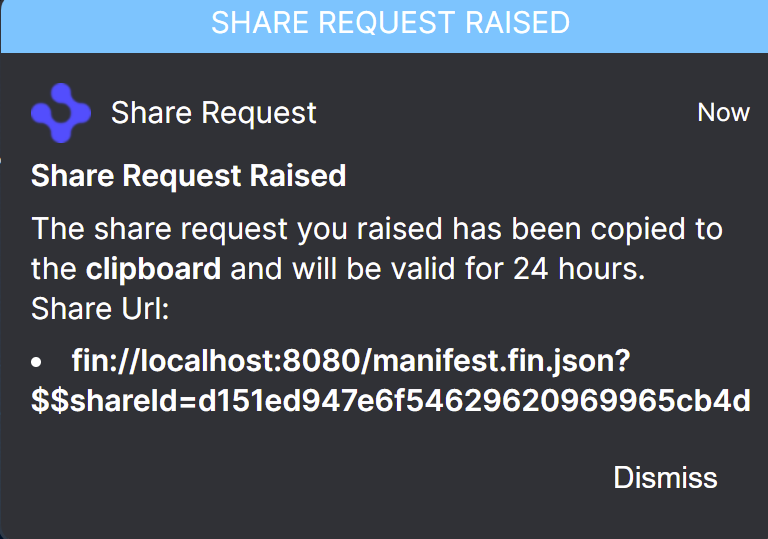 SHARE REQUEST RAISED
Share Request
Now
Share Request Raised
The share request you raised has been copied to
the clipboard and will be valid for 24 hours.
Share Url:
• fin://localhost:8080/manifest.fin.json?
$$shareId=d151ed947e6f54629620969965cb4d
Dismiss